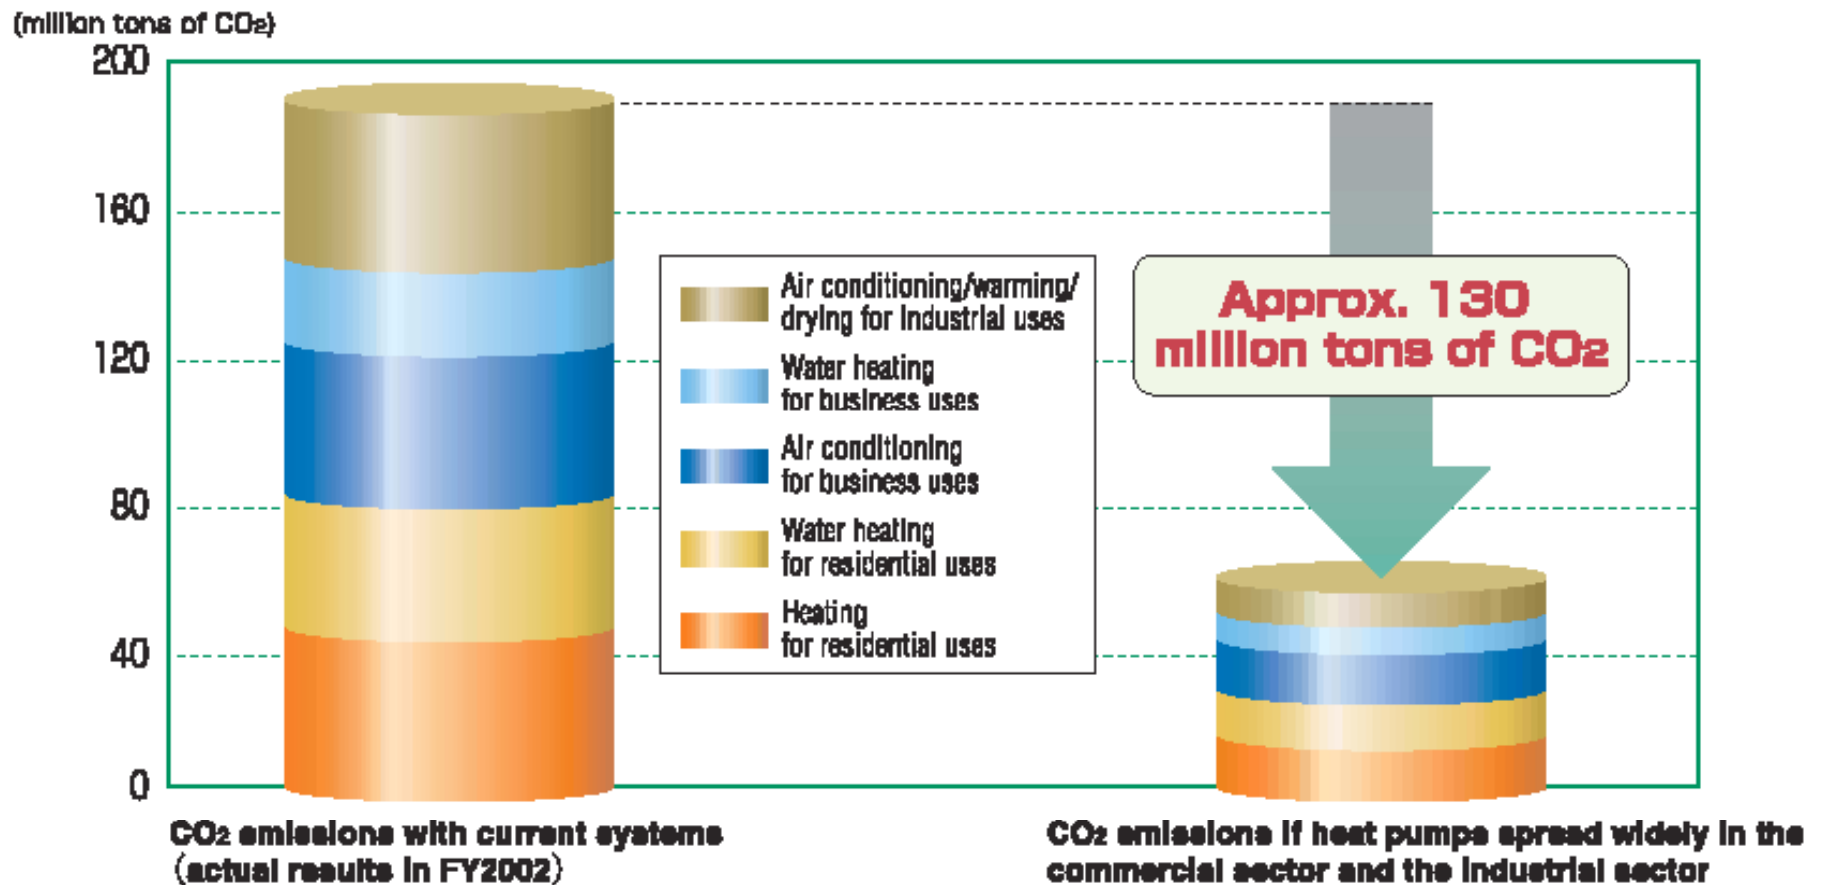 (million tons of CO₂)
200
160
120
80
40
0
Air conditioning/warming/
drying for industrial uses
Water heating
for business uses
Air conditioning
for business uses
Water heating
for residential uses
Heating
for residential uses
Approx. 130
million tons of CO₂
CO₂ emissions with current systems
(actual results in FY2002)
CO₂ emissions if heat pumps spread widely in the
commercial sector and the industrial sector